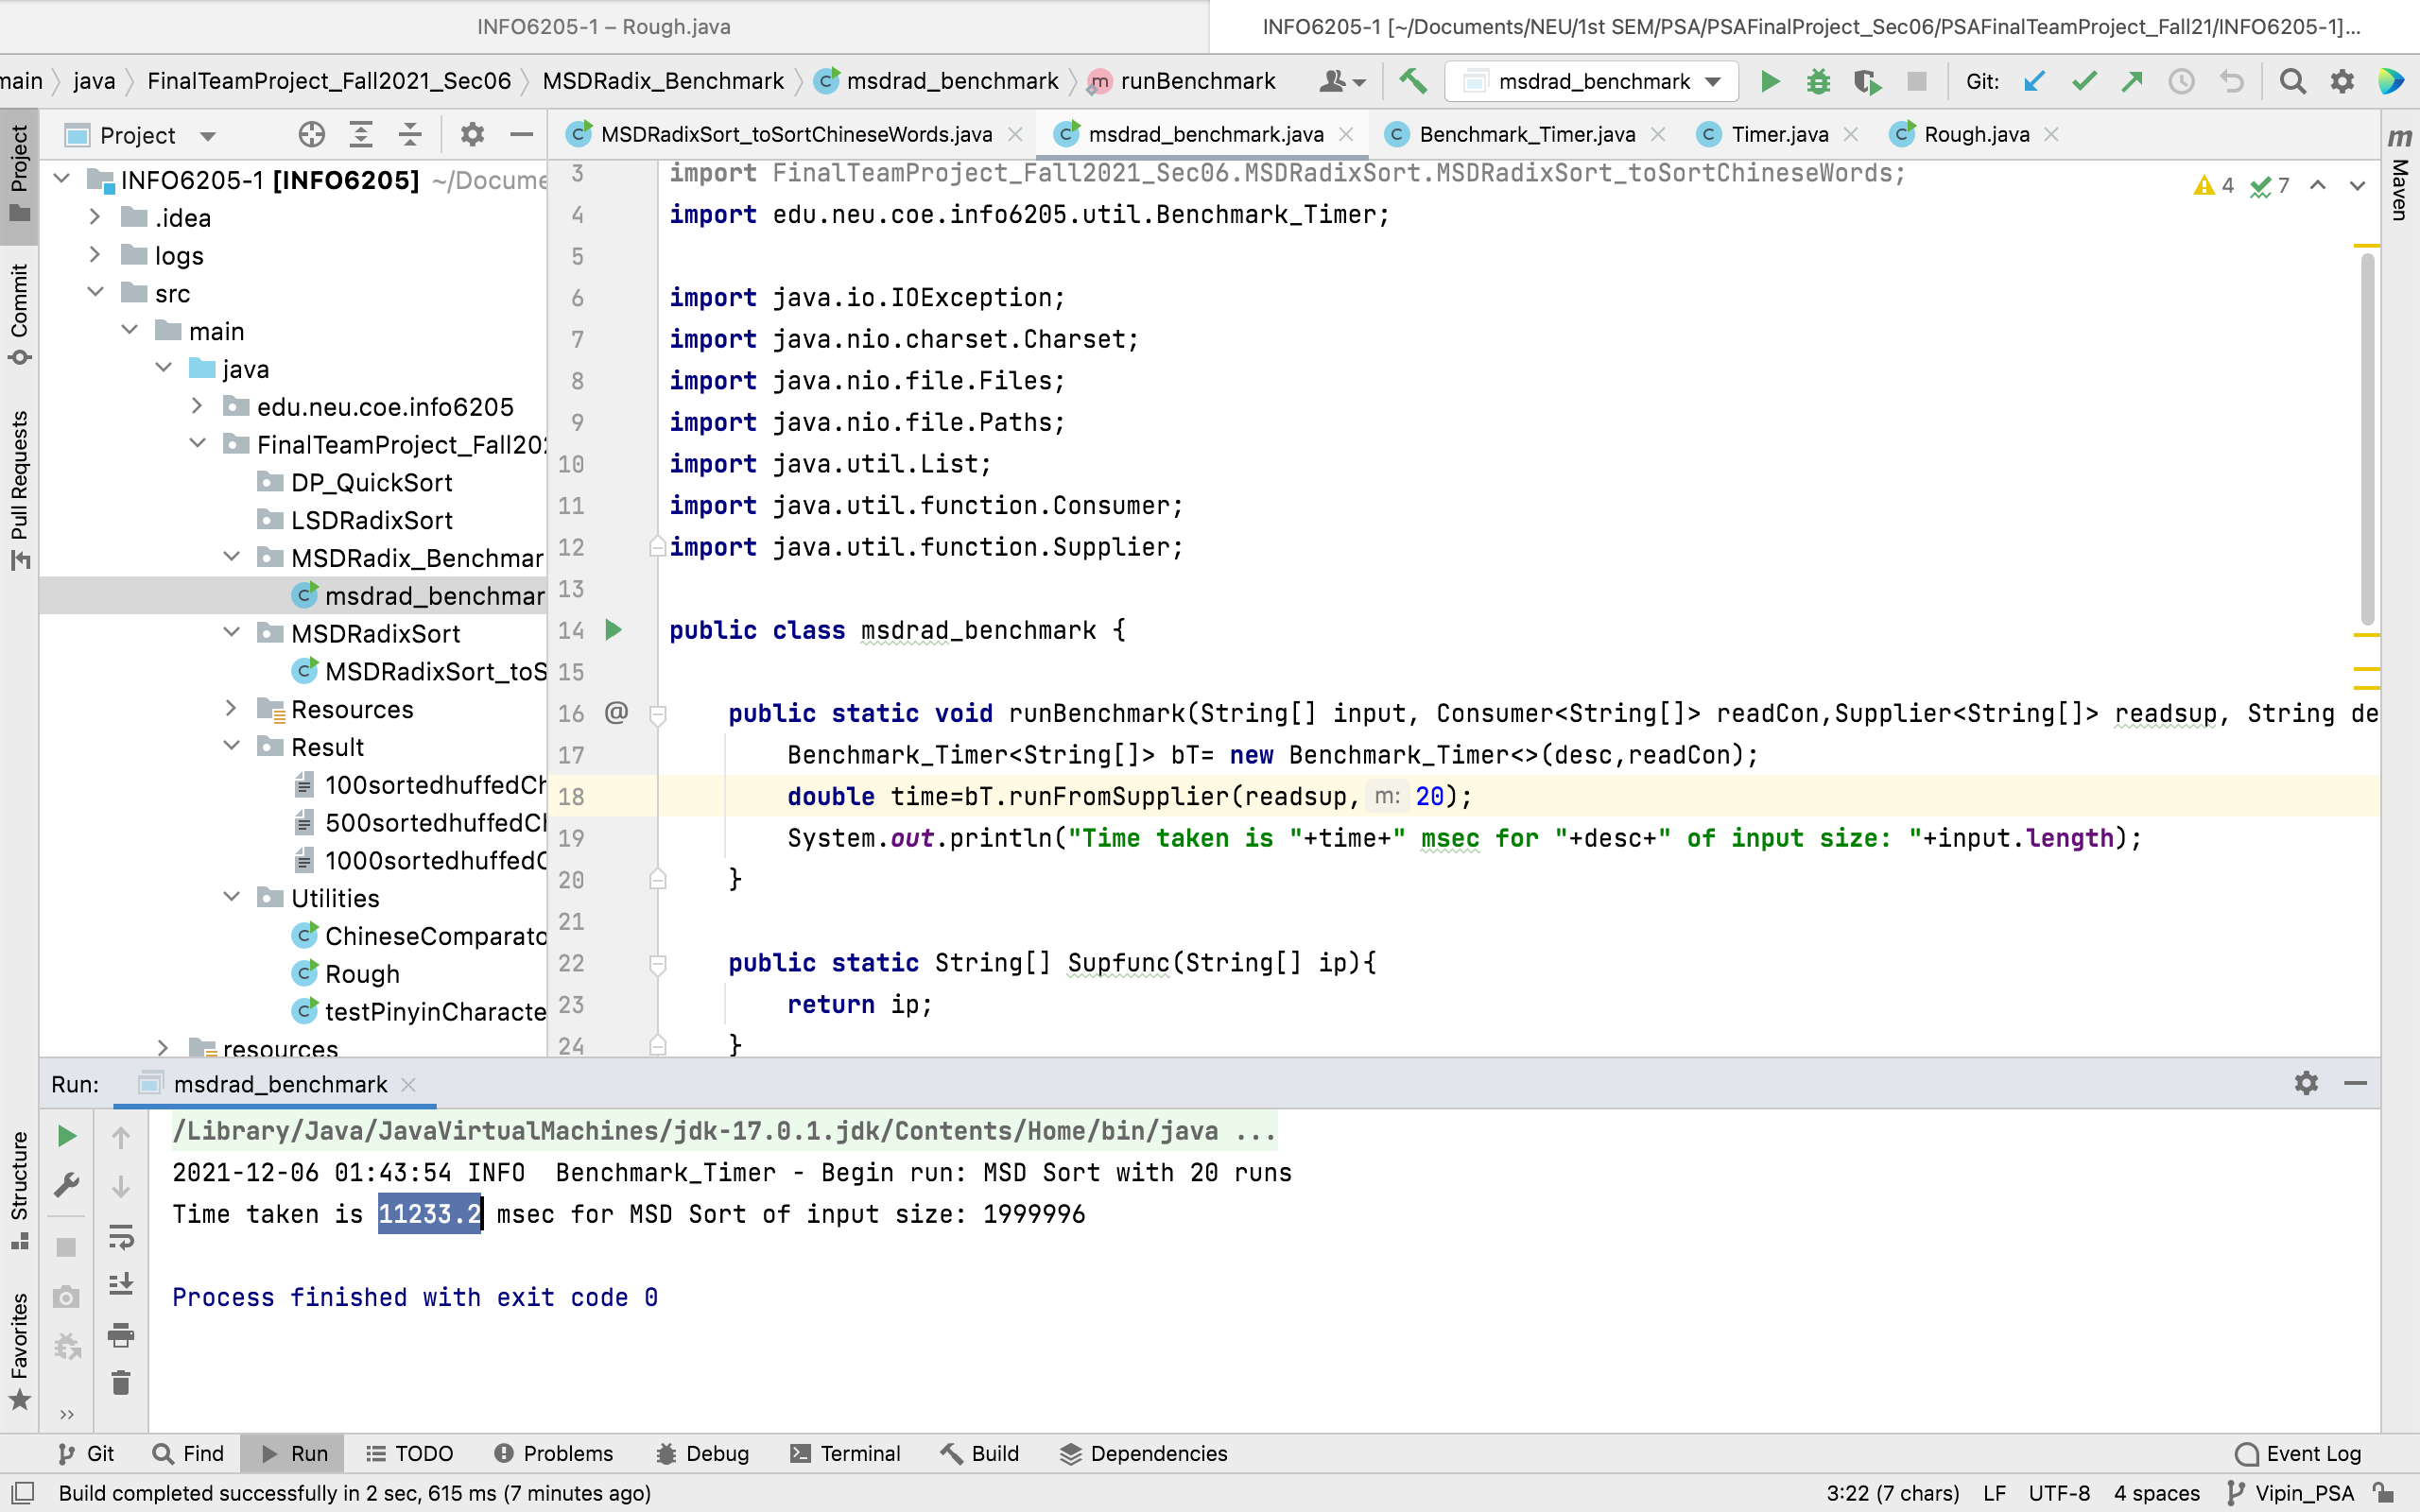 INFO6205-1 – Rough.java
INFO6205-1 [~/Documents/NEU/1st SEM/PSA/PSAFinalProject_Sec06/PSAFinalTeamProject_Fall21/INFO6205-1]...
main java FinalTeamProject_Fall2021_Sec06 MSDRadix_Benchmark msdrad_benchmark runBenchmark
msdrad_benchmark
Git:
Project
MSDRadixSort_toSortChineseWords.java
msdrad_benchmark.java
Benchmark_Timer.java
Timer.java
Rough.java
Project
Commit
Pull Requests
Structure
Favorites
Maven
INFO6205-1 [INFO6205] ~/Docume
.idea
logs
src
main
java
edu.neu.coe.info6205
FinalTeamProject_Fall20
DP_QuickSort
LSDRadixSort
MSDRadix_Benchmar
msdrad_benchmar
MSDRadixSort
MSDRadixSort_toS
Resources
Result
100sortedhuffedCh
500sortedhuffedCh
1000sortedhuffedC
Utilities
ChineseComparato
Rough
testPinyinCharacte
resources
4 7
3 import FinalTeamProject_Fall2021_Sec06.MSDRadixSort.MSDRadixSort_toSortChineseWords;
4 import edu.neu.coe.info6205.util.Benchmark_Timer;
5
6 import java.io.IOException;
7 import java.nio.charset.Charset;
8 import java.nio.file.Files;
9 import java.nio.file.Paths;
10 import java.util.List;
11 import java.util.function.Consumer;
12 import java.util.function.Supplier;
13
14 public class msdrad_benchmark {
15
16 @ public static void runBenchmark(String[] input, Consumer<String[]> readCon,Supplier<String[]> readsup, String de
17 Benchmark_Timer<String[]> bT= new Benchmark_Timer<>(desc,readCon);
18 double time=bT.runFromSupplier(readsup, m: 20);
19 System.out.println("Time taken is "+time+" msec for "+desc+" of input size: "+input.length);
20 }
21
22 public static String[] Supfunc(String[] ip){
23 return ip;
24 }
Run: msdrad_benchmark
/Library/Java/JavaVirtualMachines/jdk-17.0.1.jdk/Contents/Home/bin/java ...
2021-12-06 01:43:54 INFO  Benchmark_Timer - Begin run: MSD Sort with 20 runs
Time taken is 11233.2 msec for MSD Sort of input size: 1999996
Process finished with exit code 0
Git Find Run TODO Problems Debug Terminal Build Dependencies Event Log
Build completed successfully in 2 sec, 615 ms (7 minutes ago) 3:22 (7 chars) LF UTF-8 4 spaces Vipin_PSA